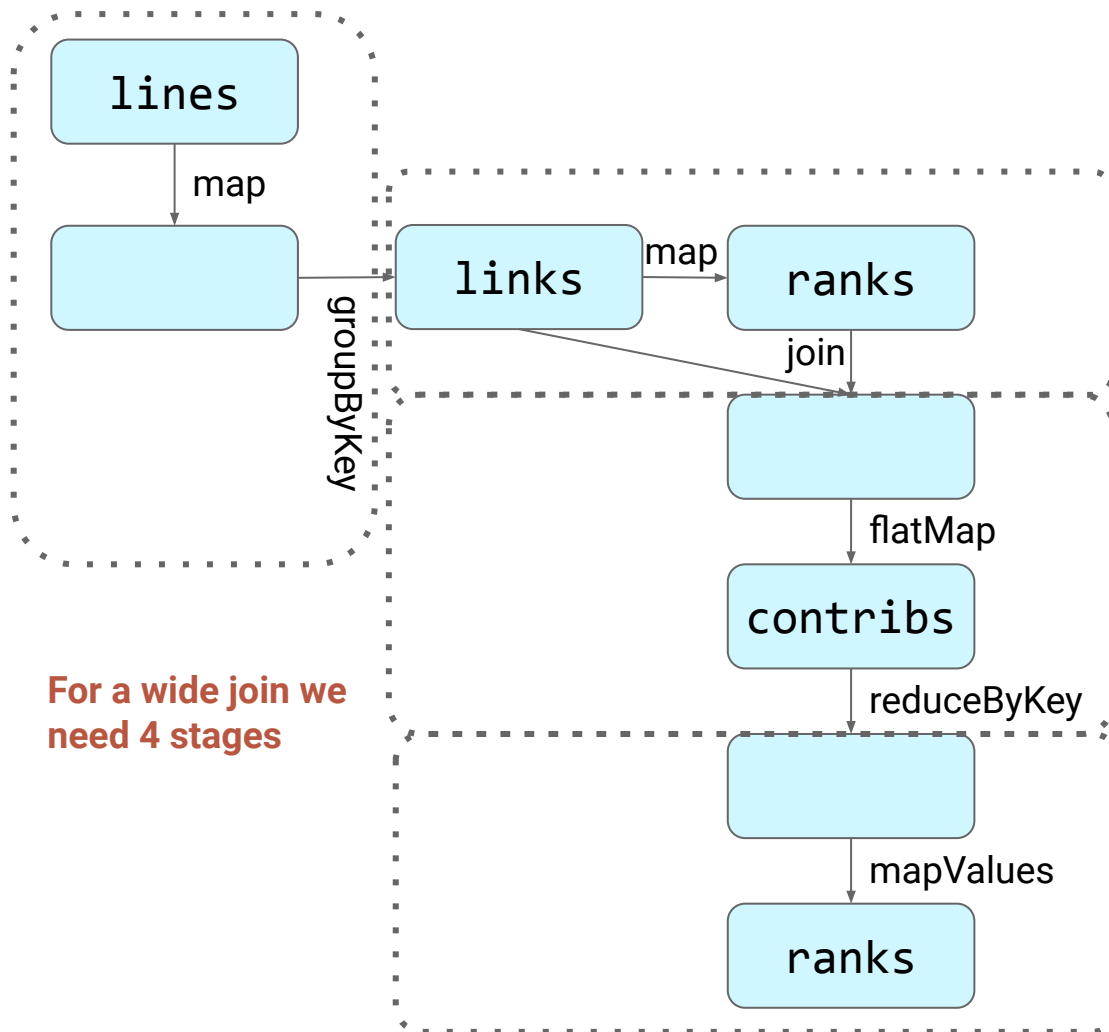 lines
map
links
map
ranks
groupByKey
join
flatMap
contribs
For a wide join we
need 4 stages
reduceByKey
mapValues
ranks